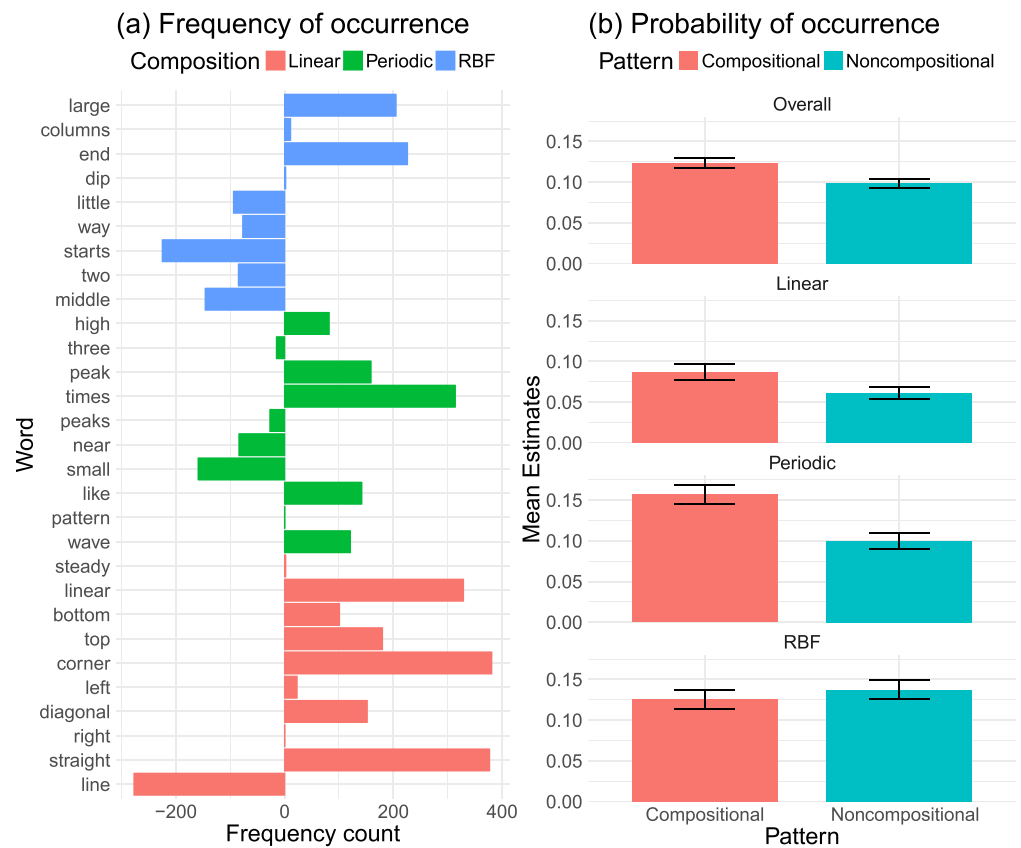 (a) Frequency of occurrence
Composition Linear Periodic RBF
large
columns
end
dip
little
way
starts
two
middle
high
three
peak
times
peaks
near
small
like
pattern
wave
steady
linear
bottom
top
corner
left
diagonal
right
straight
line
Word
−200 0 200 400
Frequency count
(b) Probability of occurrence
Pattern Compositional Noncompositional
Overall
0.15
0.10
0.05
0.00
Linear
0.15
0.10
0.05
0.00
Periodic
0.15
0.10
0.05
0.00
RBF
0.15
0.10
0.05
0.00
Mean Estimates
Compositional Noncompositional
Pattern